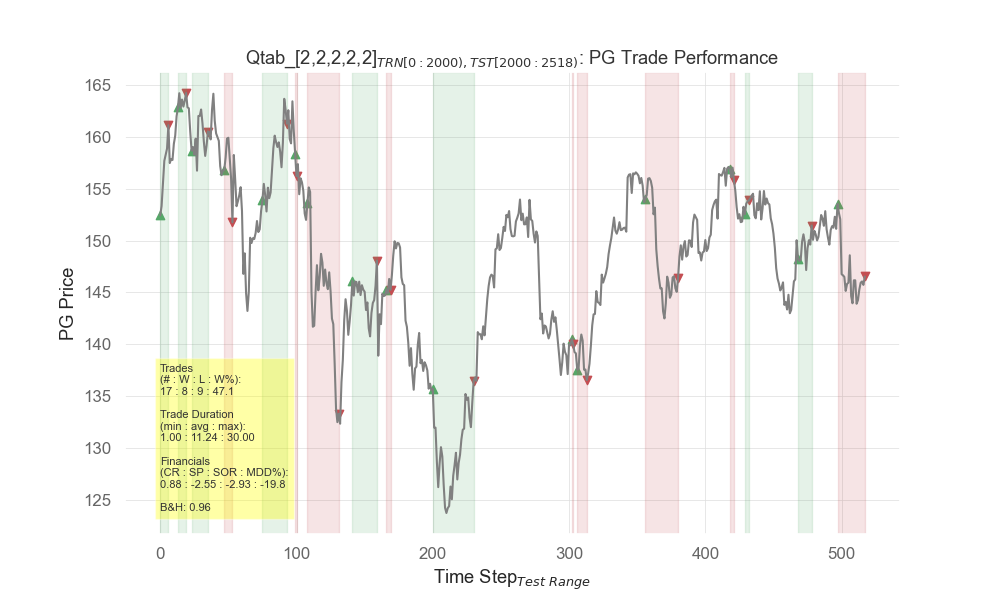 Qtab_[2,2,2,2,2]TRN[0:2000),TST[2000:2518): PG Trade Performance
165
160
155
150
145
140
135
130
125
PG Price
Trades
(# : W : L : W%):
17 : 8 : 9 : 47.1
Trade Duration
(min : avg : max):
1.00 : 11.24 : 30.00
Financials
(CR : SP : SOR : MDD%):
0.88 : -2.55 : -2.93 : -19.8
B&H: 0.96
0 100 200 300 400 500
Time StepTest Range